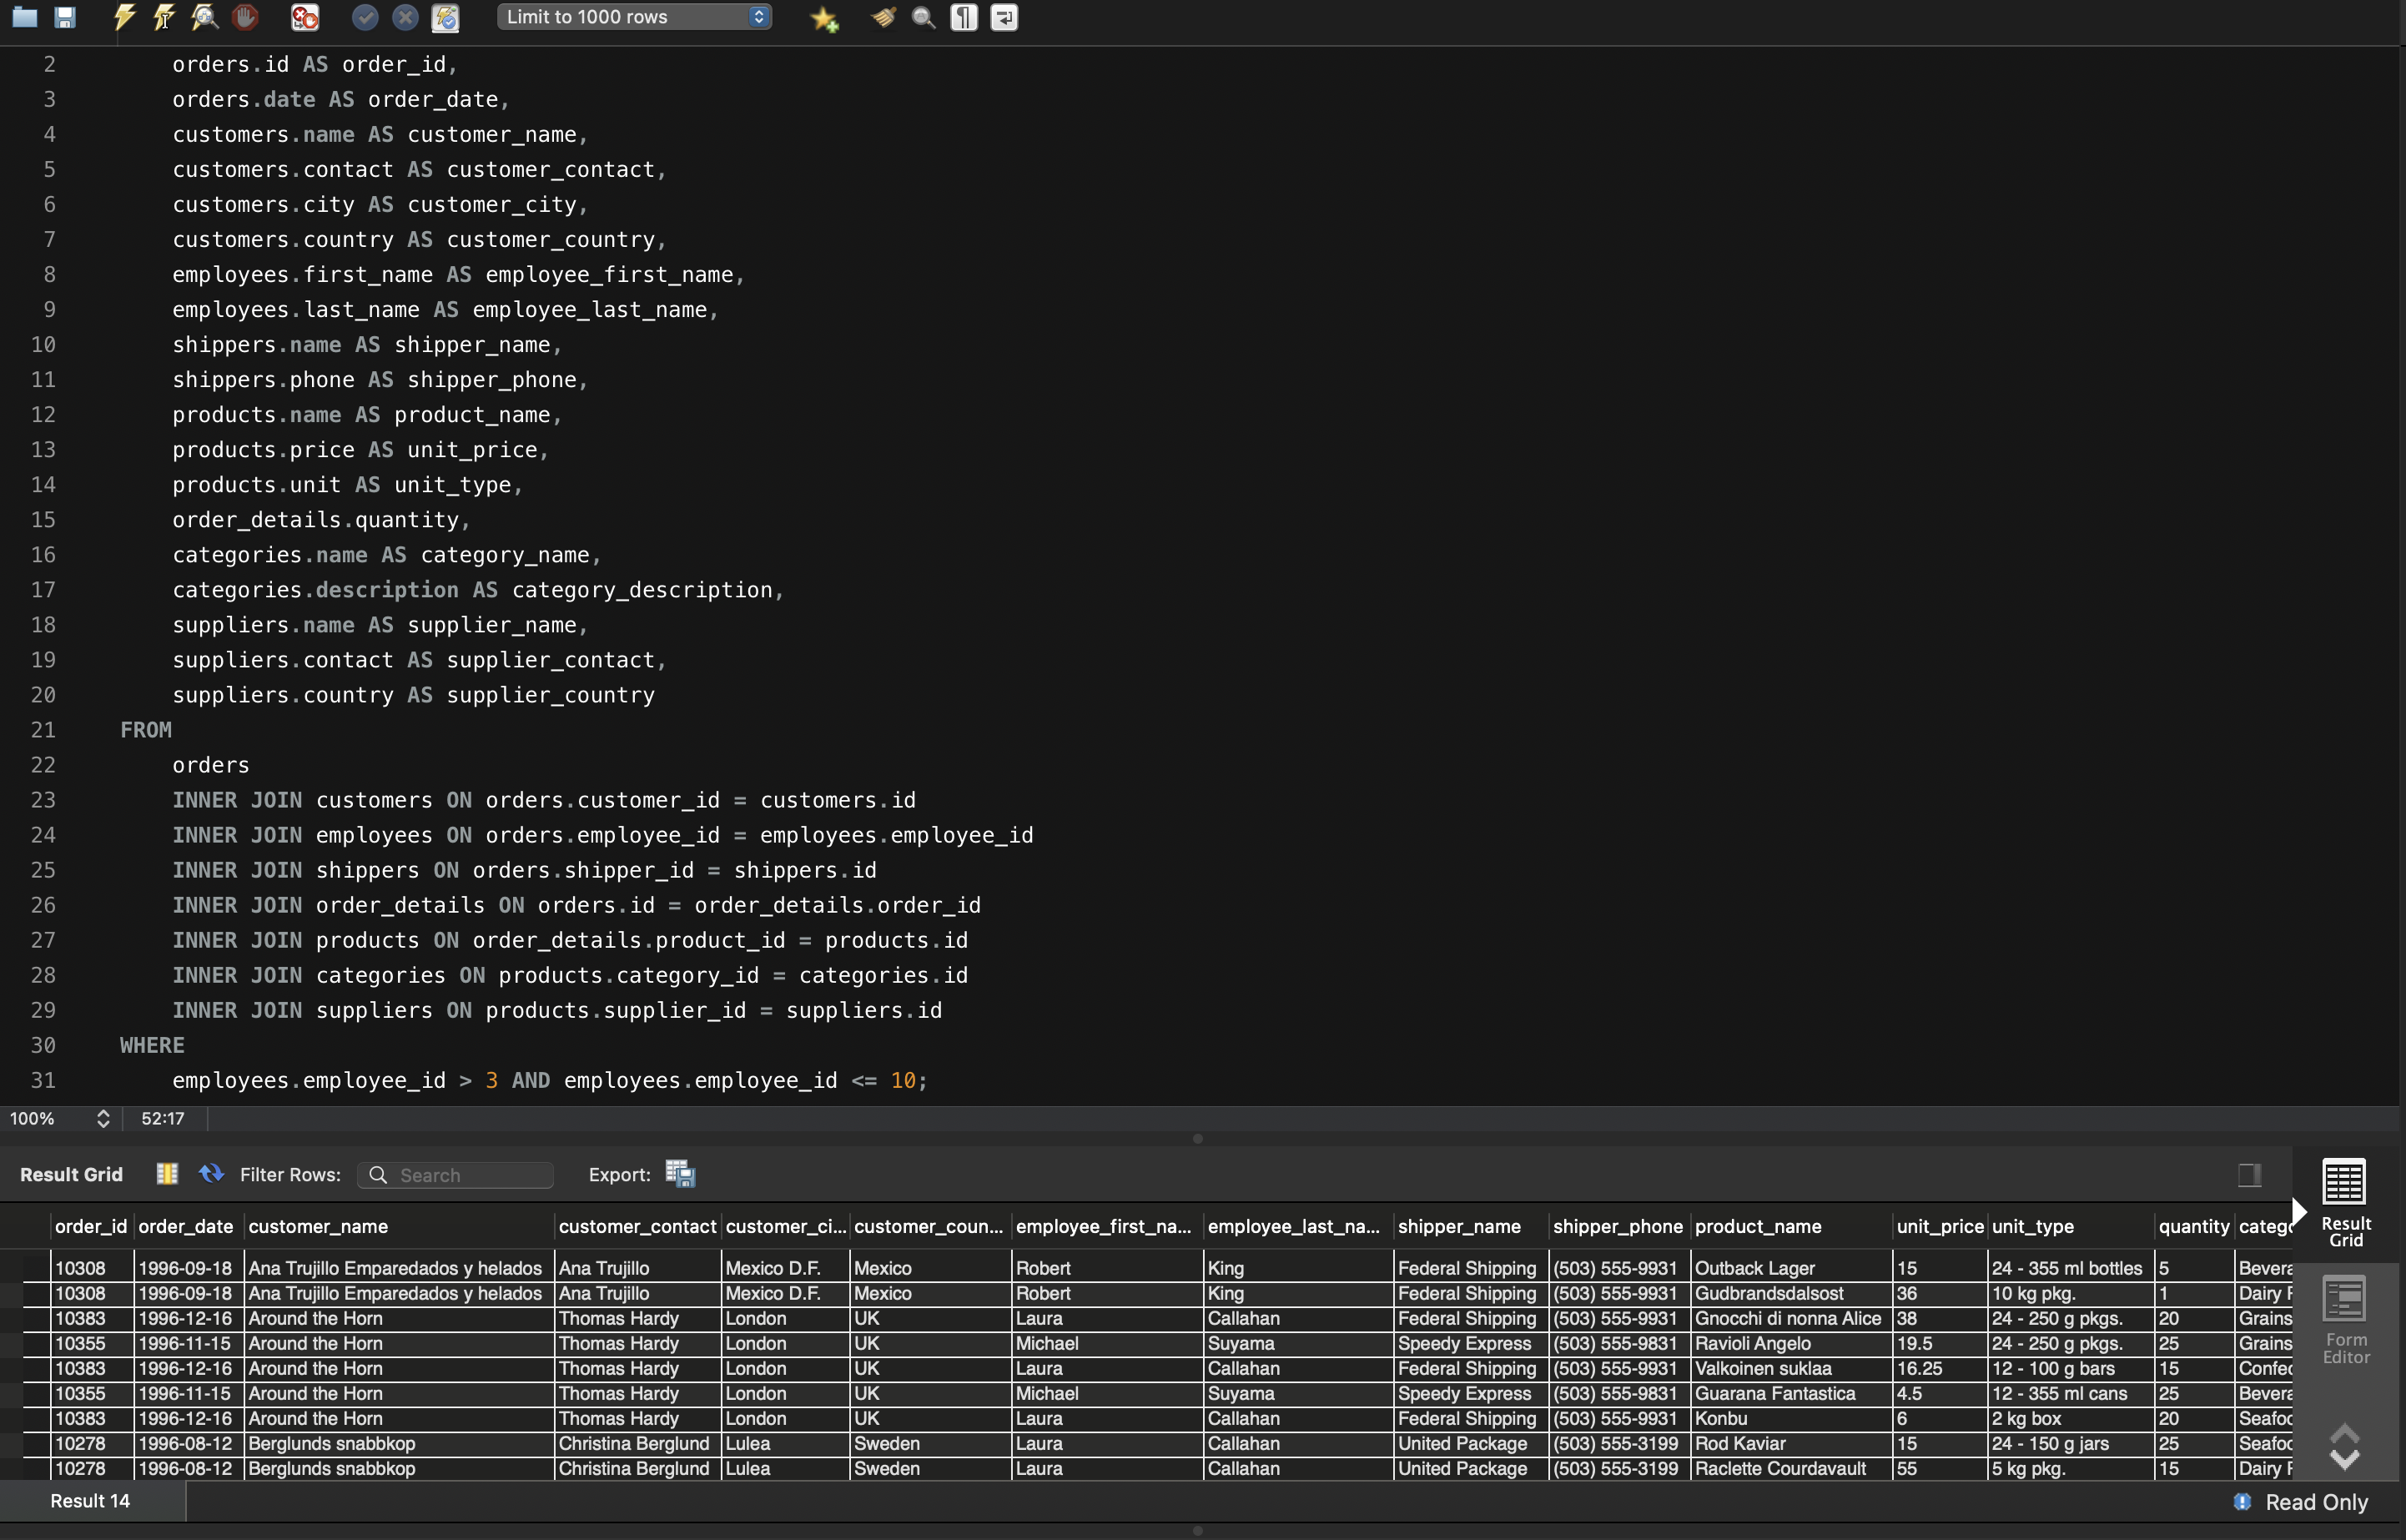 Limit to 1000 rows
2 orders.id AS order_id,
3 orders.date AS order_date,
4 customers.name AS customer_name,
5 customers.contact AS customer_contact,
6 customers.city AS customer_city,
7 customers.country AS customer_country,
8 employees.first_name AS employee_first_name,
9 employees.last_name AS employee_last_name,
10 shippers.name AS shipper_name,
11 shippers.phone AS shipper_phone,
12 products.name AS product_name,
13 products.price AS unit_price,
14 products.unit AS unit_type,
15 order_details.quantity,
16 categories.name AS category_name,
17 categories.description AS category_description,
18 suppliers.name AS supplier_name,
19 suppliers.contact AS supplier_contact,
20 suppliers.country AS supplier_country
21 FROM
22 orders
23 INNER JOIN customers ON orders.customer_id = customers.id
24 INNER JOIN employees ON orders.employee_id = employees.employee_id
25 INNER JOIN shippers ON orders.shipper_id = shippers.id
26 INNER JOIN order_details ON orders.id = order_details.order_id
27 INNER JOIN products ON order_details.product_id = products.id
28 INNER JOIN categories ON products.category_id = categories.id
29 INNER JOIN suppliers ON products.supplier_id = suppliers.id
30 WHERE
31 employees.employee_id > 3 AND employees.employee_id <= 10;
100% 52:17
Result Grid Filter Rows: Search Export:
order_id order_date customer_name customer_contact customer_ci... customer_coun... employee_first_na... employee_last_na... shipper_name shipper_phone product_name unit_price unit_type quantity catego
10308 1996-09-18 Ana Trujillo Emparedados y helados Ana Trujillo Mexico D.F. Mexico Robert King Federal Shipping (503) 555-9931 Outback Lager 15 24 - 355 ml bottles 5 Bevera
10308 1996-09-18 Ana Trujillo Emparedados y helados Ana Trujillo Mexico D.F. Mexico Robert King Federal Shipping (503) 555-9931 Gudbrandsdalsost 36 10 kg pkg. 1 Dairy P
10383 1996-12-16 Around the Horn Thomas Hardy London UK Laura Callahan Federal Shipping (503) 555-9931 Gnocchi di nonna Alice 38 24 - 250 g pkgs. 20 Grains
10355 1996-11-15 Around the Horn Thomas Hardy London UK Michael Suyama Speedy Express (503) 555-9831 Ravioli Angelo 19.5 24 - 250 g pkgs. 25 Grains
10383 1996-12-16 Around the Horn Thomas Hardy London UK Laura Callahan Federal Shipping (503) 555-9931 Valkoinen suklaa 16.25 12 - 100 g bars 15 Confec
10355 1996-11-15 Around the Horn Thomas Hardy London UK Michael Suyama Speedy Express (503) 555-9831 Guarana Fantastica 4.5 12 - 355 ml cans 25 Bevera
10383 1996-12-16 Around the Horn Thomas Hardy London UK Laura Callahan Federal Shipping (503) 555-9931 Konbu 6 2 kg box 20 Seafoo
10278 1996-08-12 Berglunds snabbkop Christina Berglund Lulea Sweden Laura Callahan United Package (503) 555-3199 Rod Kaviar 15 24 - 150 g jars 25 Seafoo
10278 1996-08-12 Berglunds snabbkop Christina Berglund Lulea Sweden Laura Callahan United Package (503) 555-3199 Raclette Courdavault 55 5 kg pkg. 15 Dairy P
Result
Grid
Form
Editor
Result 14
Read Only